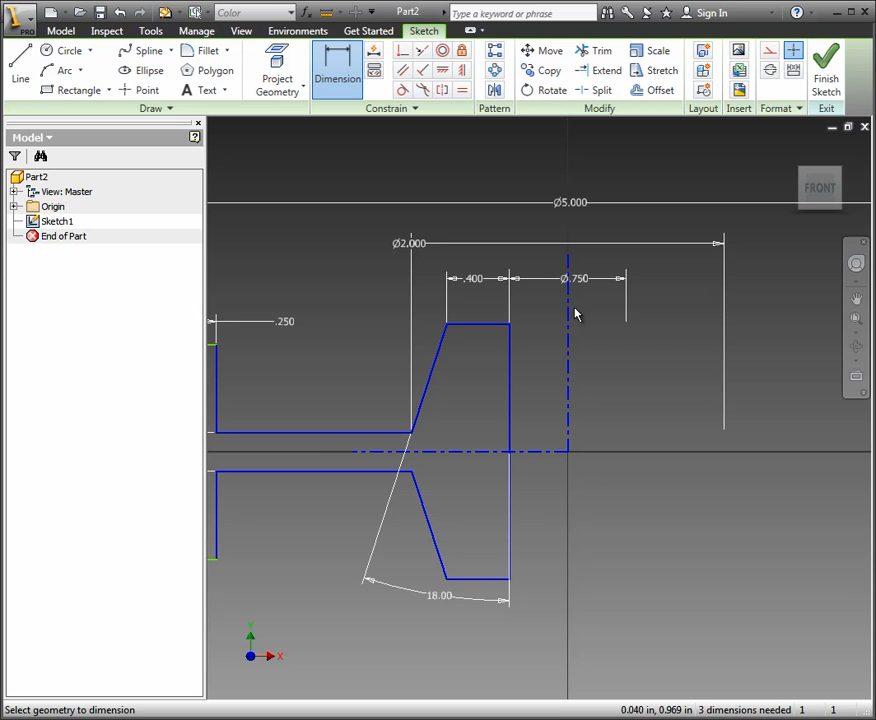 PRO
Color
fx
Part2
Type a keyword or phrase
Sign In
Model Inspect Tools Manage View Environments Get Started Sketch
Line
Circle
Arc
Rectangle
Spline
Ellipse
Point
Fillet
Polygon
Text
Project
Geometry
Dimension
Move
Copy
Rotate
Trim
Extend
Split
Scale
Stretch
Offset
Finish
Sketch
Draw Constrain Pattern Modify Layout Insert Format Exit
Model
Part2
View: Master
Origin
Sketch1
End of Part
FRONT
Ø5.000
Ø2.000
.400
Ø.750
.250
18.00
Y
X
Select geometry to dimension
0.040 in, 0.969 in 3 dimensions needed 1 1